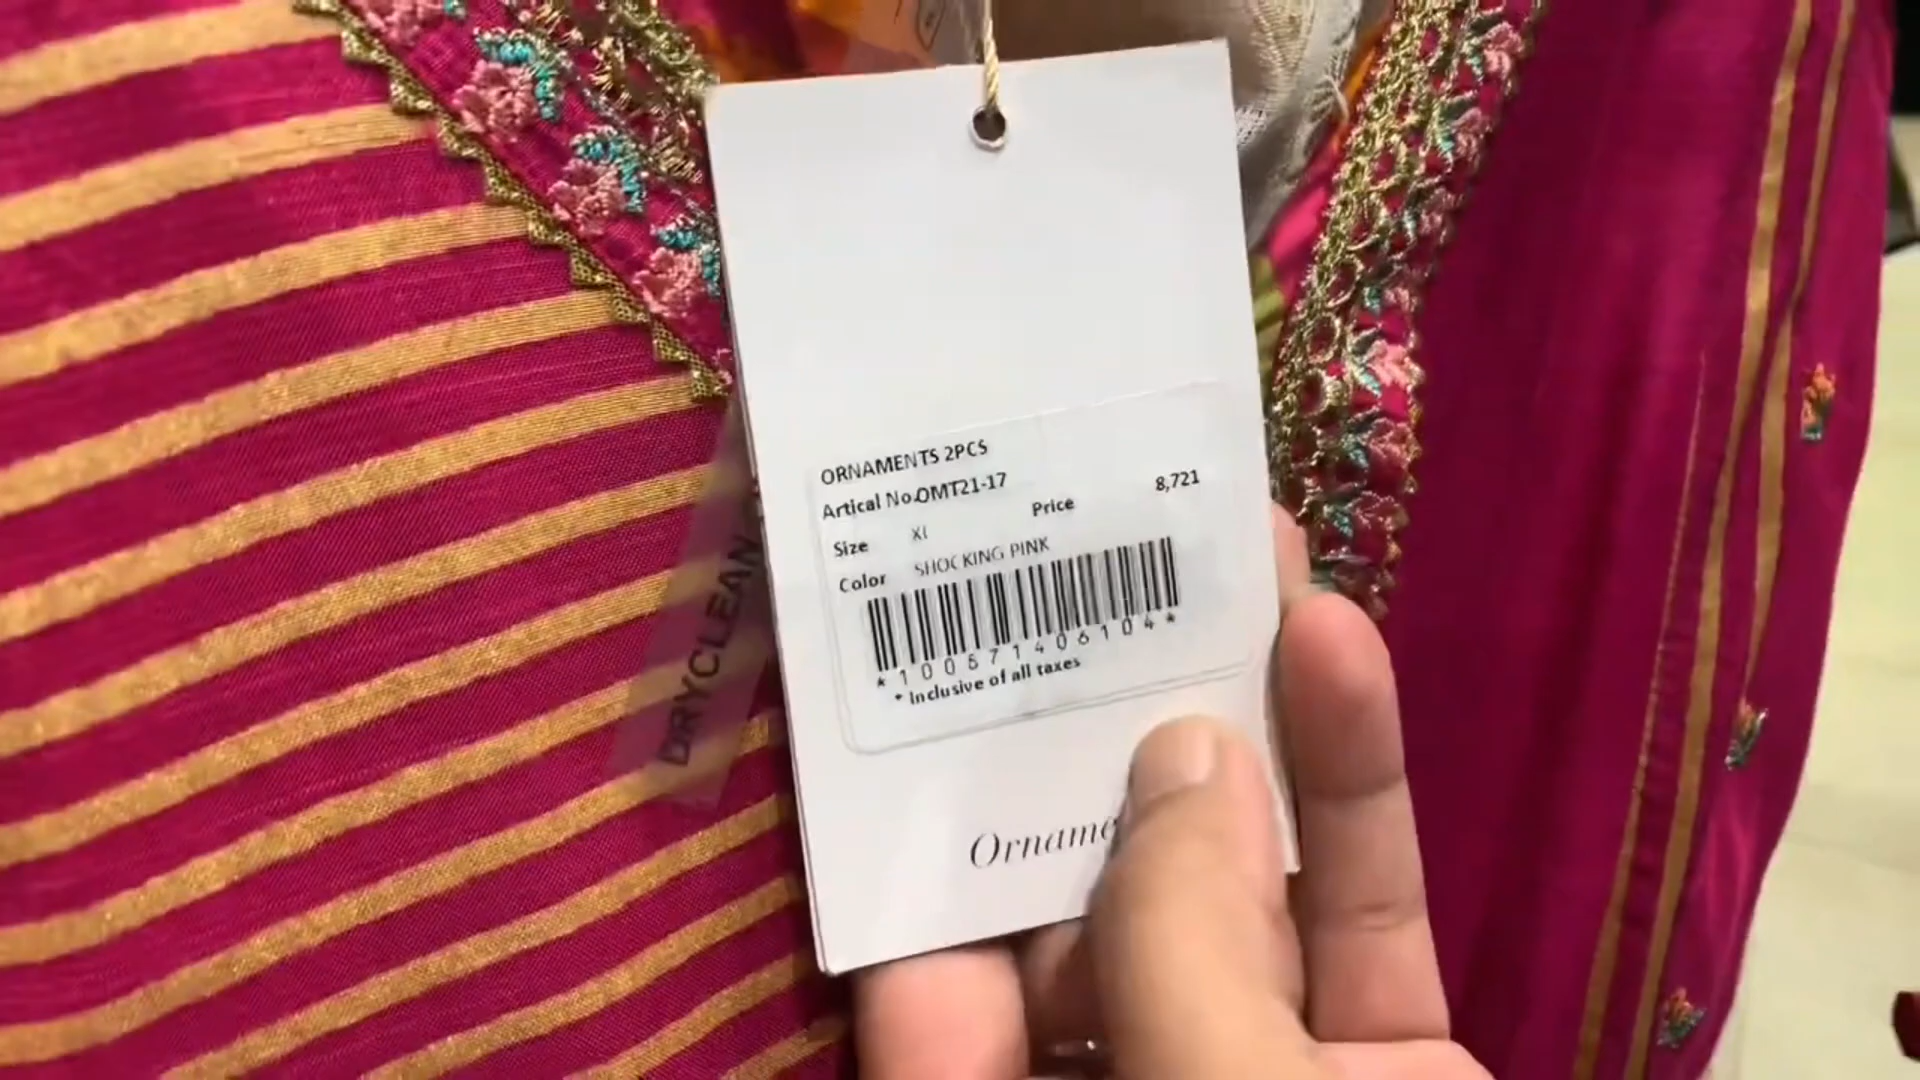 ORNAMENTS 2PCS
Artical No.OMT21-17
Price 8,721
Size XL
Color SHOCKING PINK
*100571406104*
* Inclusive of all taxes
Orname
DRYCLEAN